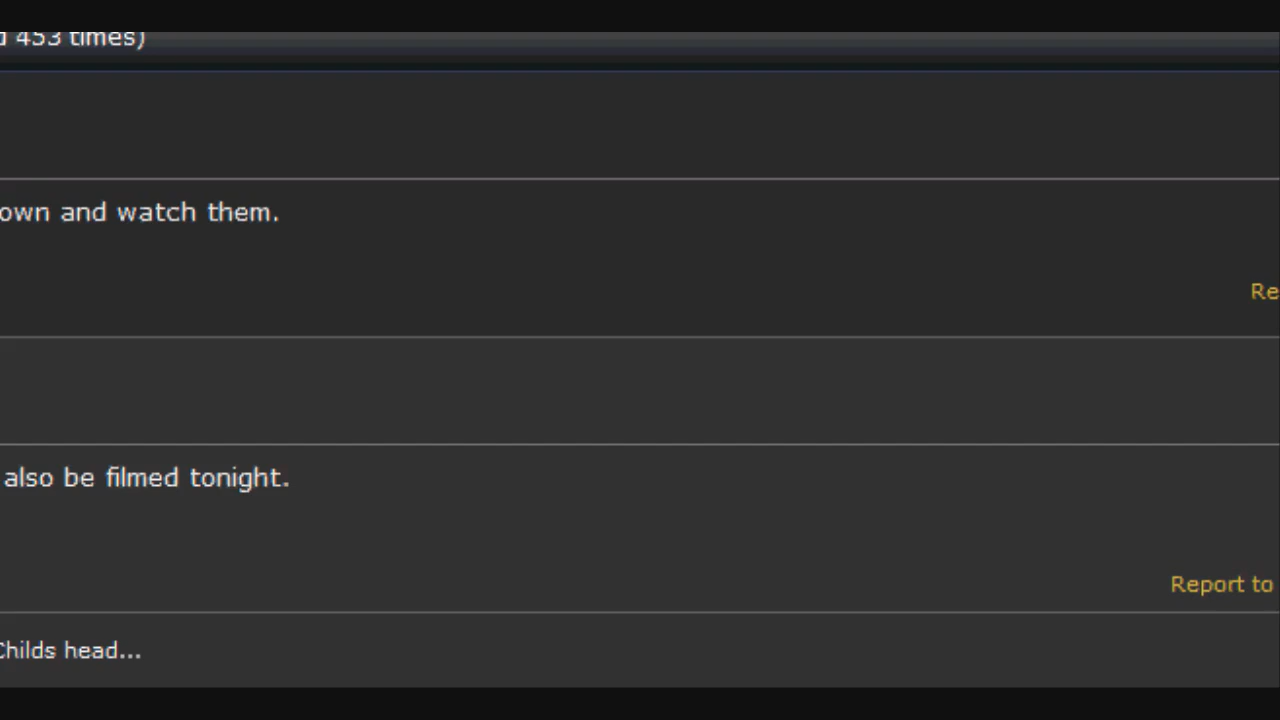 453 times)
own and watch them.
Re
also be filmed tonight.
Report to
Childs head...